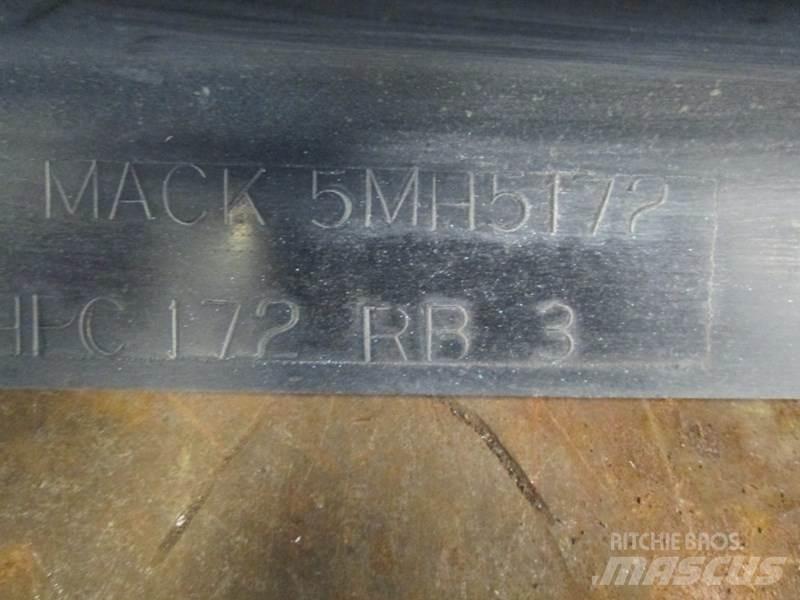 MACK 5MH5172
HPC 172 RB 3
RITCHIE BROS.
MASCUS